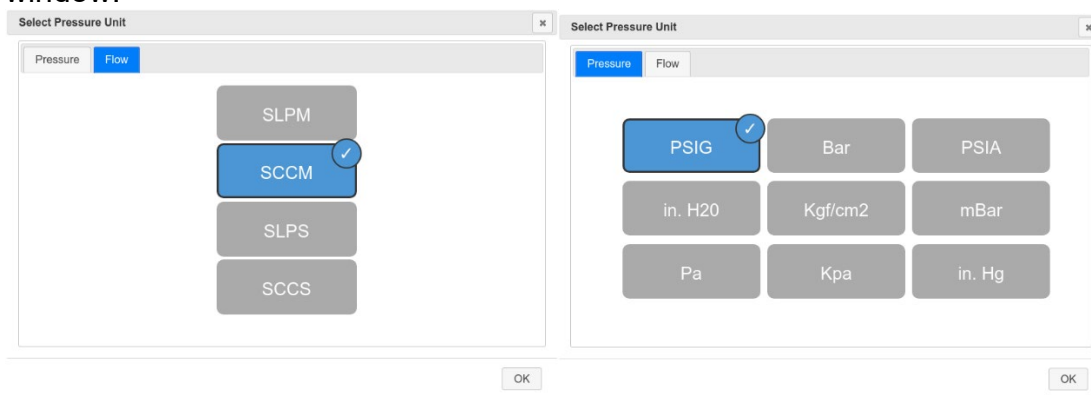 Select Pressure Unit
Pressure Flow
SLPM
SCCM
SLPS
SCCS
OK
Select Pressure Unit
Pressure Flow
PSIG Bar PSIA
in. H20 Kgf/cm2 mBar
Pa Kpa in. Hg
OK